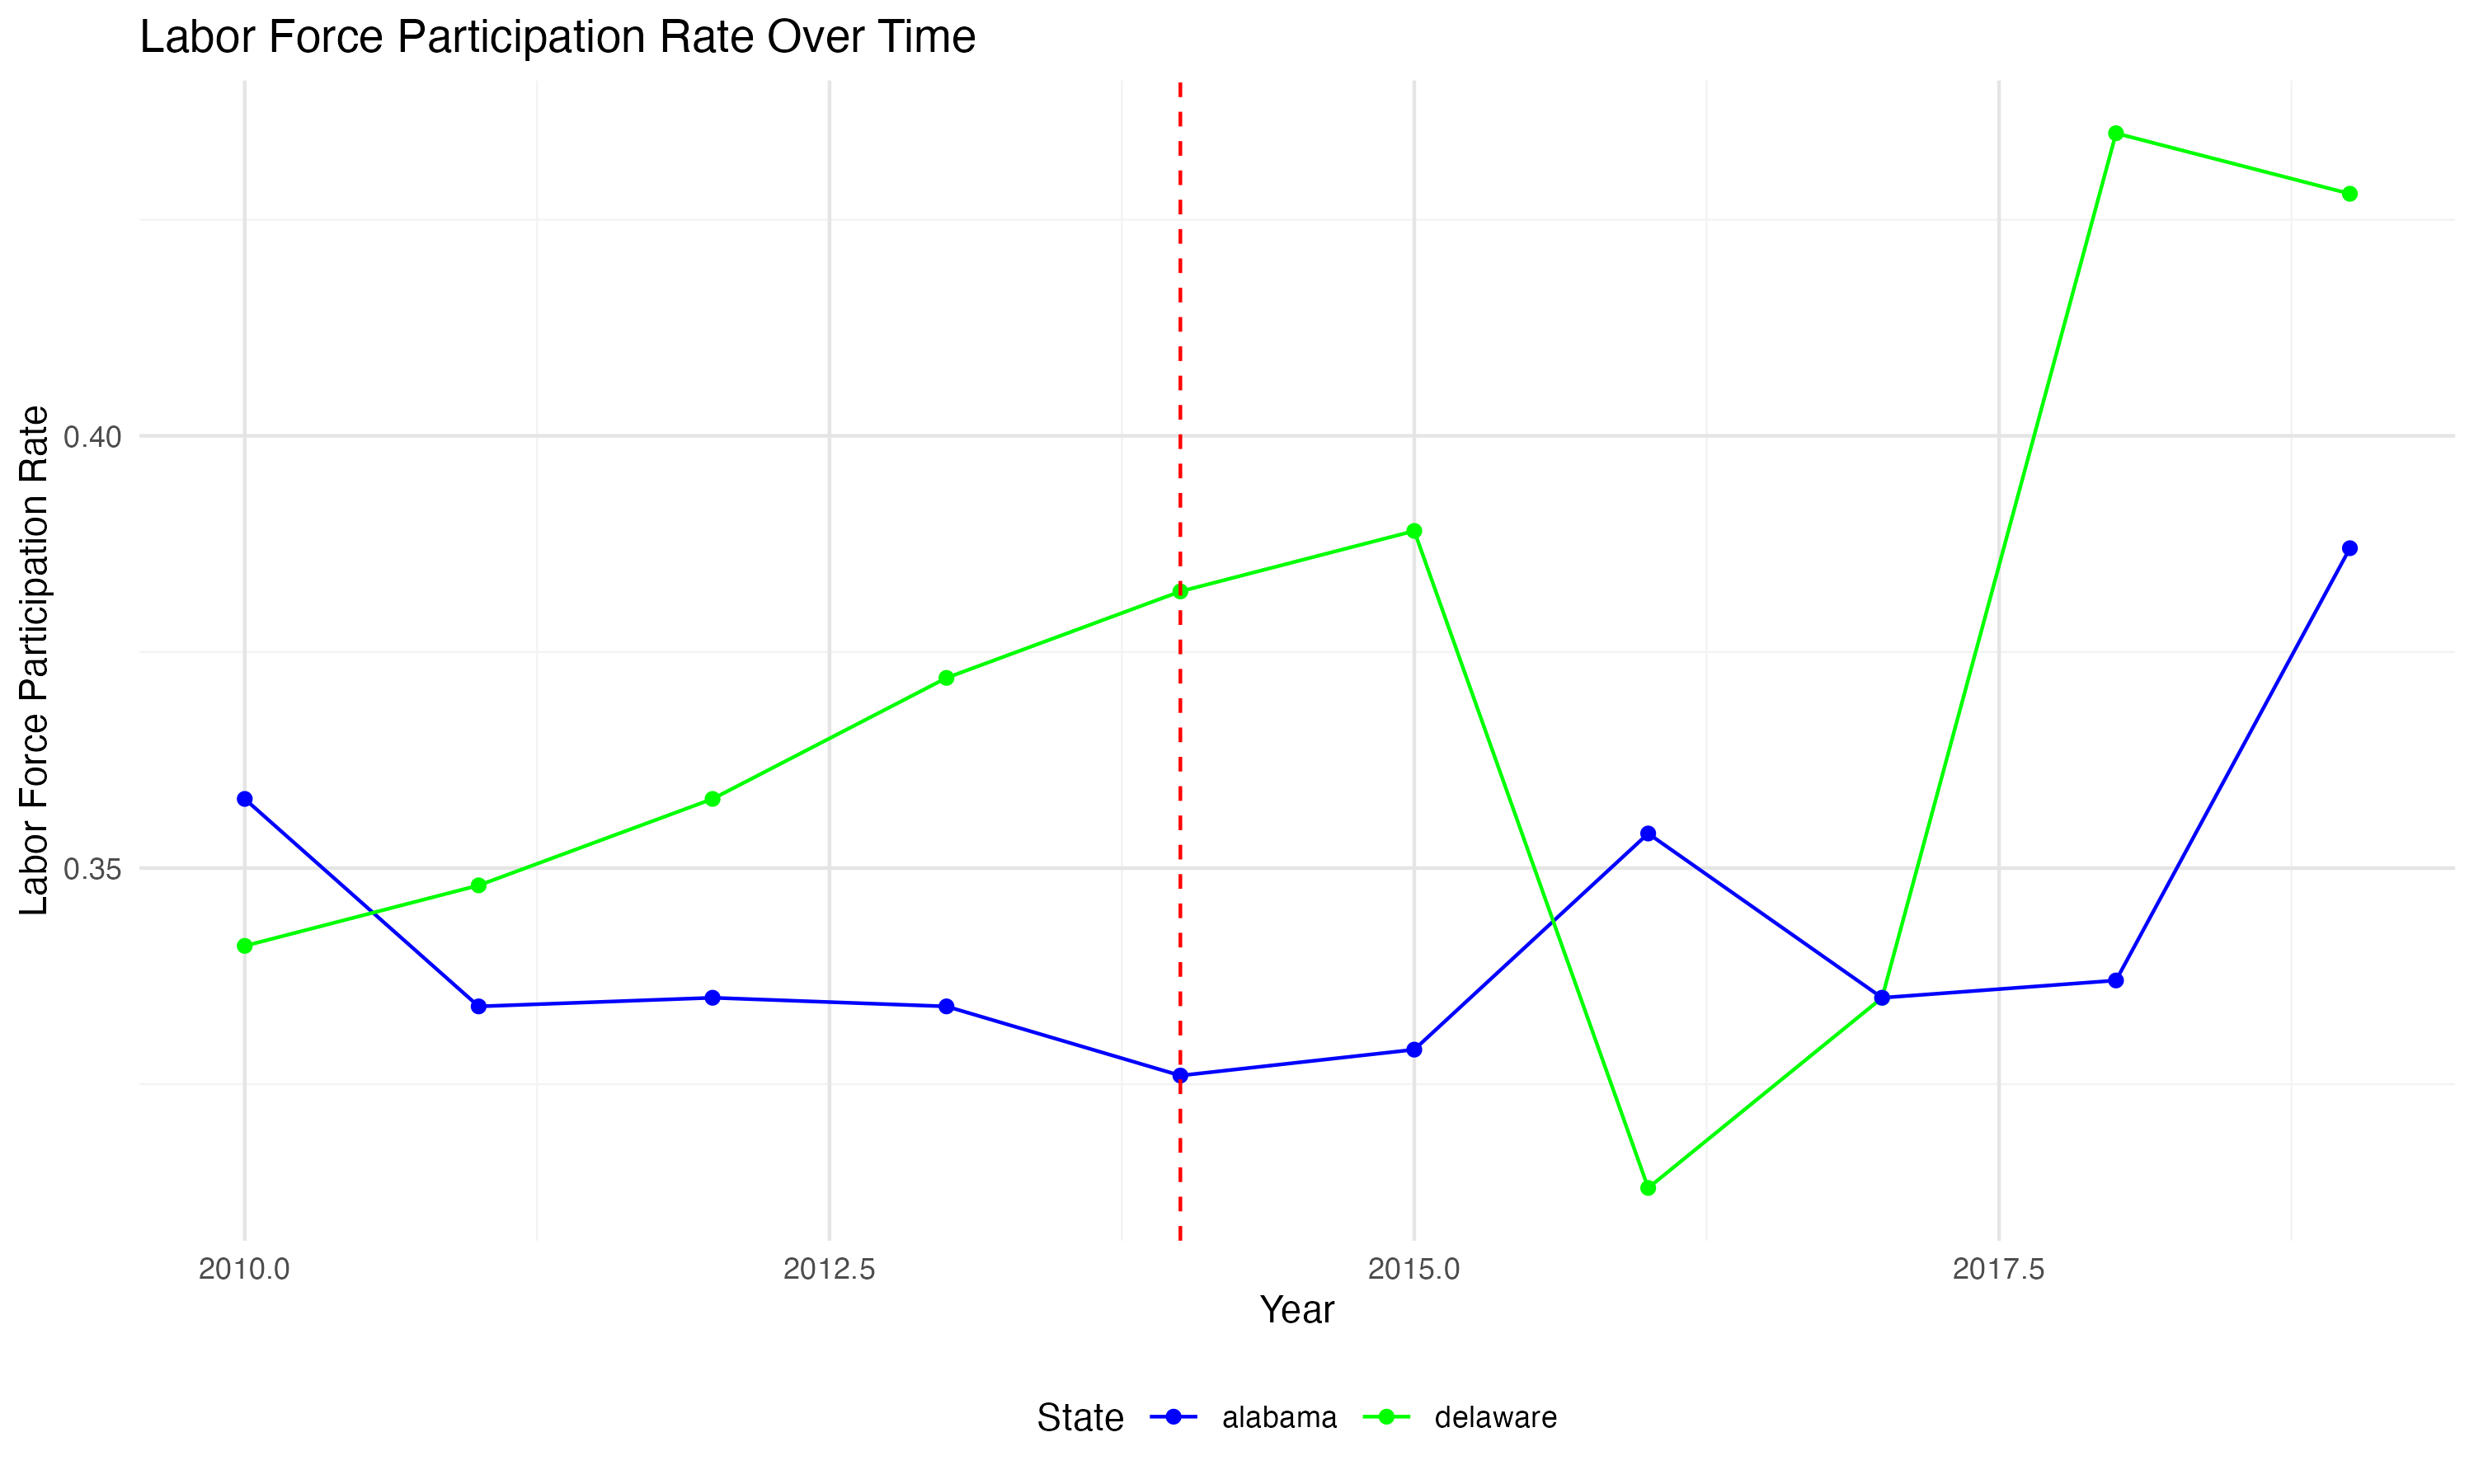 Labor Force Participation Rate Over Time
Labor Force Participation Rate
0.40
0.35
2010.0 2012.5 2015.0 2017.5
Year
State alabama delaware